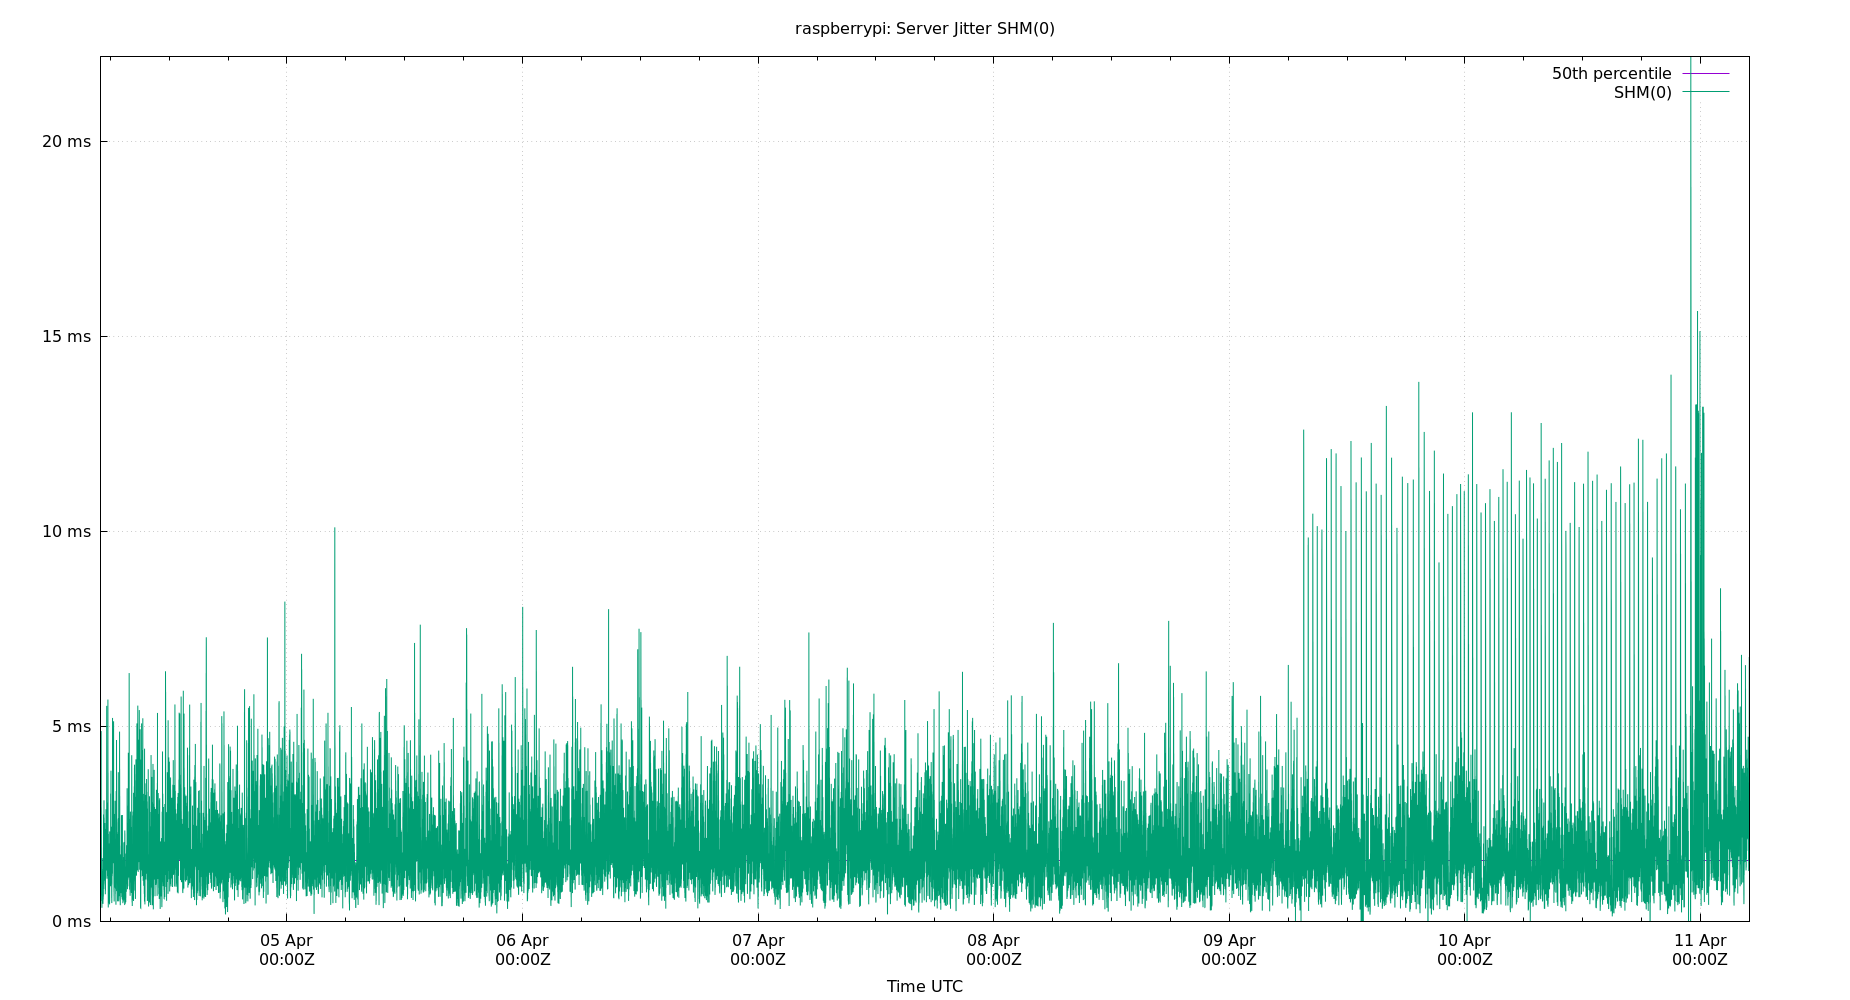 raspberrypi: Server Jitter SHM(0)
50th percentile
SHM(0)
20 ms
15 ms
10 ms
5 ms
0 ms
05 Apr 06 Apr 07 Apr 08 Apr 09 Apr 10 Apr 11 Apr
00:00Z 00:00Z 00:00Z 00:00Z 00:00Z 00:00Z 00:00Z
Time UTC